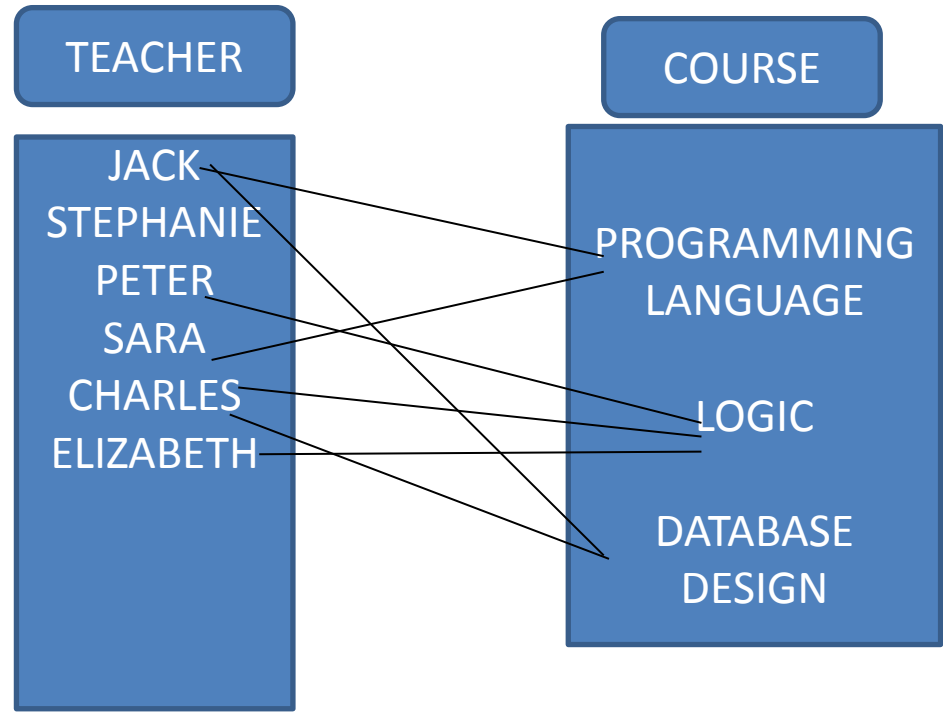 TEACHER
JACK
STEPHANIE
PETER
SARA
CHARLES
ELIZABETH
COURSE
PROGRAMMING
LANGUAGE
LOGIC
DATABASE
DESIGN